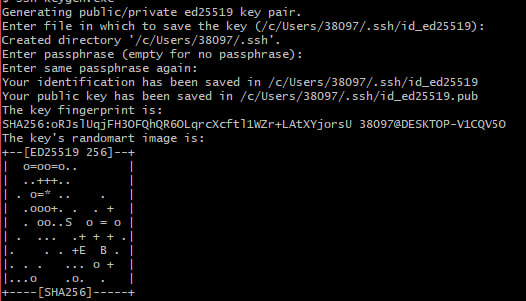 $ ssh-keygen.exe
Generating public/private ed25519 key pair.
Enter file in which to save the key (/c/Users/38097/.ssh/id_ed25519):
Created directory '/c/Users/38097/.ssh'.
Enter passphrase (empty for no passphrase):
Enter same passphrase again:
Your identification has been saved in /c/Users/38097/.ssh/id_ed25519
Your public key has been saved in /c/Users/38097/.ssh/id_ed25519.pub
The key fingerprint is:
SHA256:oRJslUqjFH3OFQhQR6OLqrcXcftl1WZr+LAtXYjorsU 38097@DESKTOP-V1CQV5O
The key's randomart image is:
+--[ED25519 256]--+
|  o=oo=o..       |
|  ..+++..        |
| . o=* ..    .   |
|  .ooo+. .  . +  |
|  . oo..S  o = o |
| .  ...  .+ + + .|
|.    . . +E  B . |
|. . .   ... o +  |
|...o    .o.  .   |
+----[SHA256]-----+